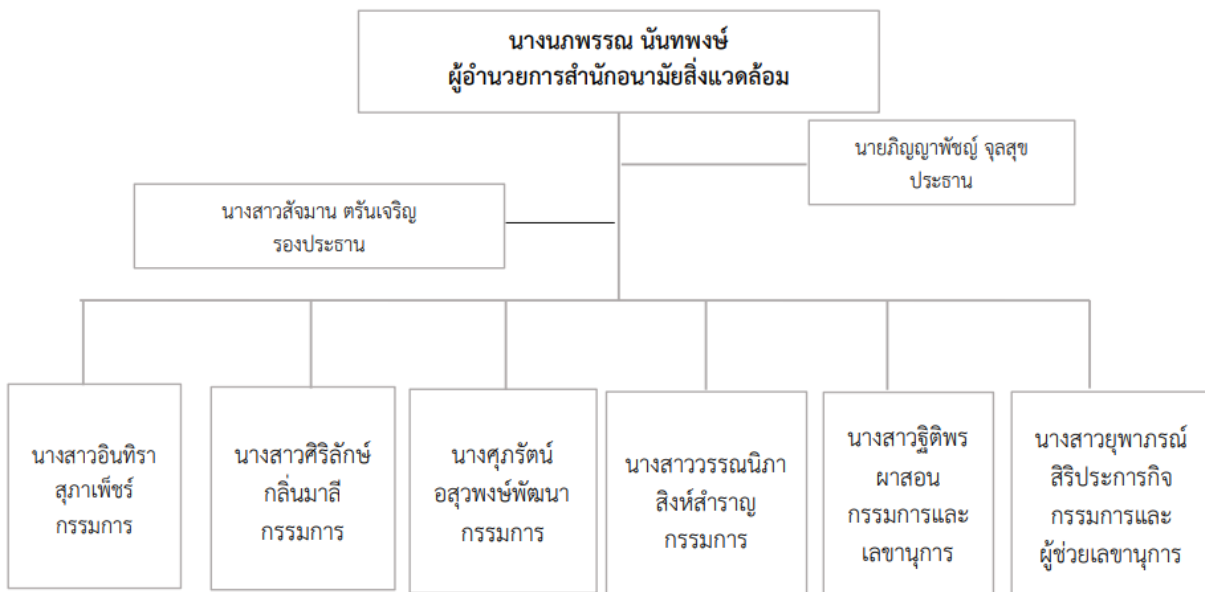 นางนภพรรณ นันทพงษ์
ผู้อำนวยการสำนักอนามัยสิ่งแวดล้อม
นายภิญญาพัชญ์ จุลสุข
ประธาน
นางสาวสัจมาน ตรันเจริญ
รองประธาน
นางสาวอินทิรา
สุภาเพ็ชร์
กรรมการ
นางสาวศิริลักษ์
กลิ่นมาลี
กรรมการ
นางศุภรัตน์
อสุวพงษ์พัฒนา
กรรมการ
นางสาววรรณนิภา
สิงห์สำราญ
กรรมการ
นางสาวฐิติพร
ผาสอน
กรรมการและ
เลขานุการ
นางสาวยุพาภรณ์
สิริประการกิจ
กรรมการและ
ผู้ช่วยเลขานุการ